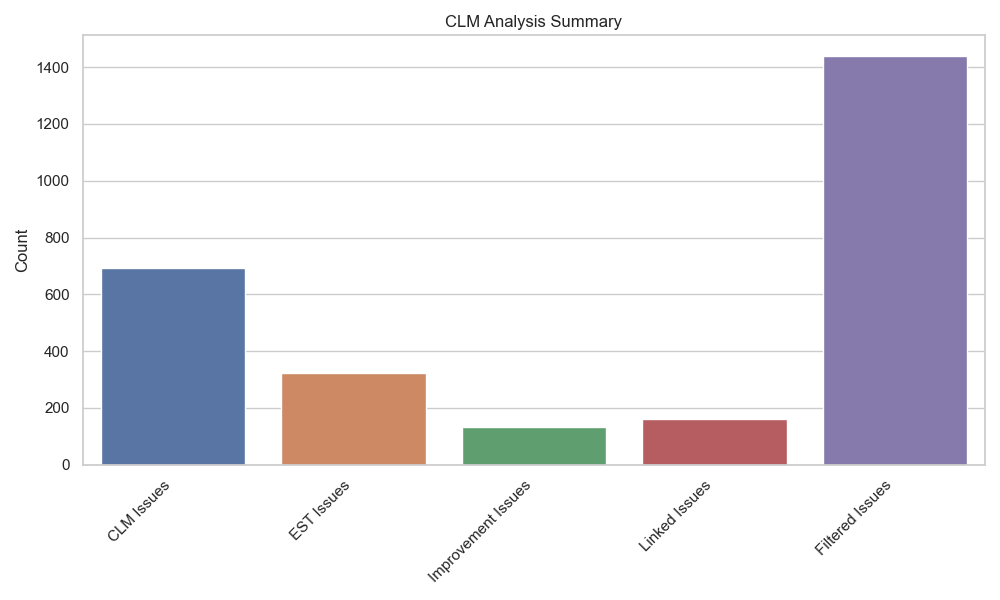 CLM Analysis Summary
1400
1200
1000
800
600
400
200
0
Count
CLM Issues
EST Issues
Improvement Issues
Linked Issues
Filtered Issues